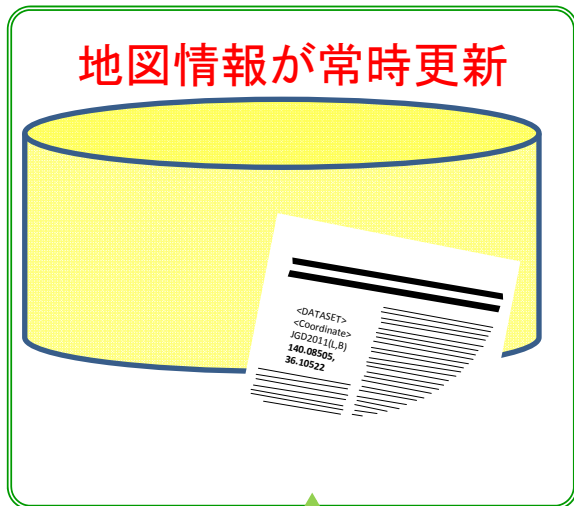 地図情報が常時更新
<DATASET>
<Coordinate>
JGD2011(L,B)
140.08505,
36.10522